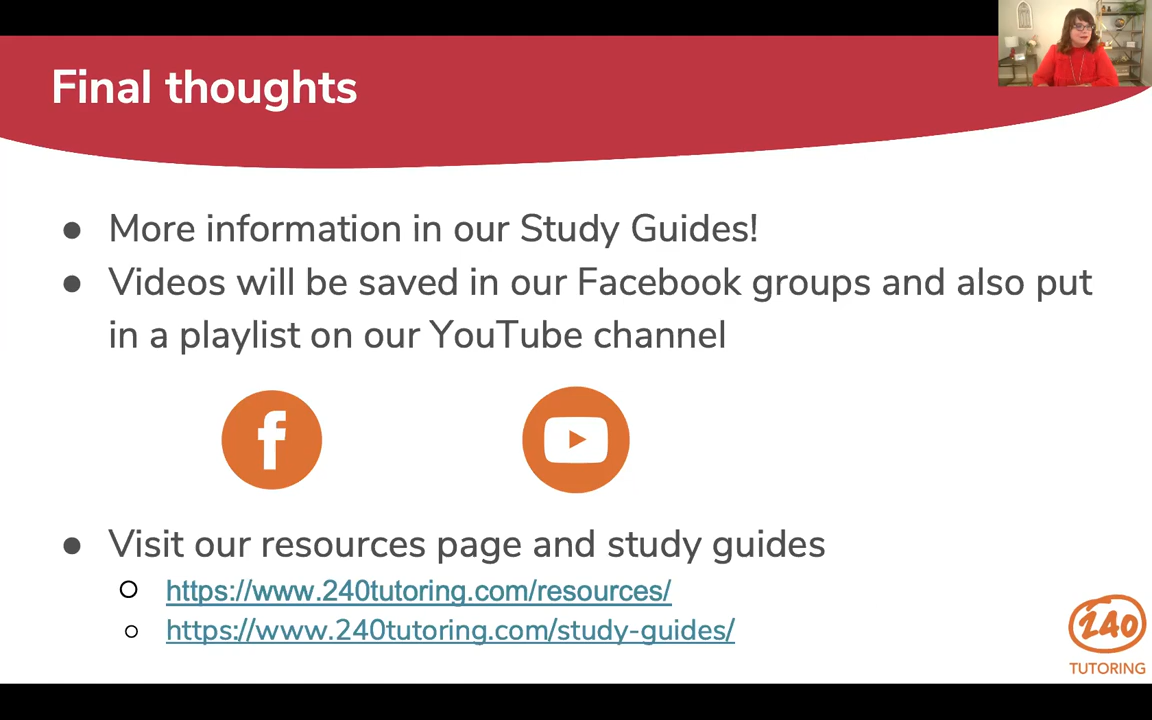 Final thoughts
● More information in our Study Guides!
● Videos will be saved in our Facebook groups and also put
in a playlist on our YouTube channel
● Visit our resources page and study guides
○ https://www.240tutoring.com/resources/
○ https://www.240tutoring.com/study-guides/
240
TUTORING